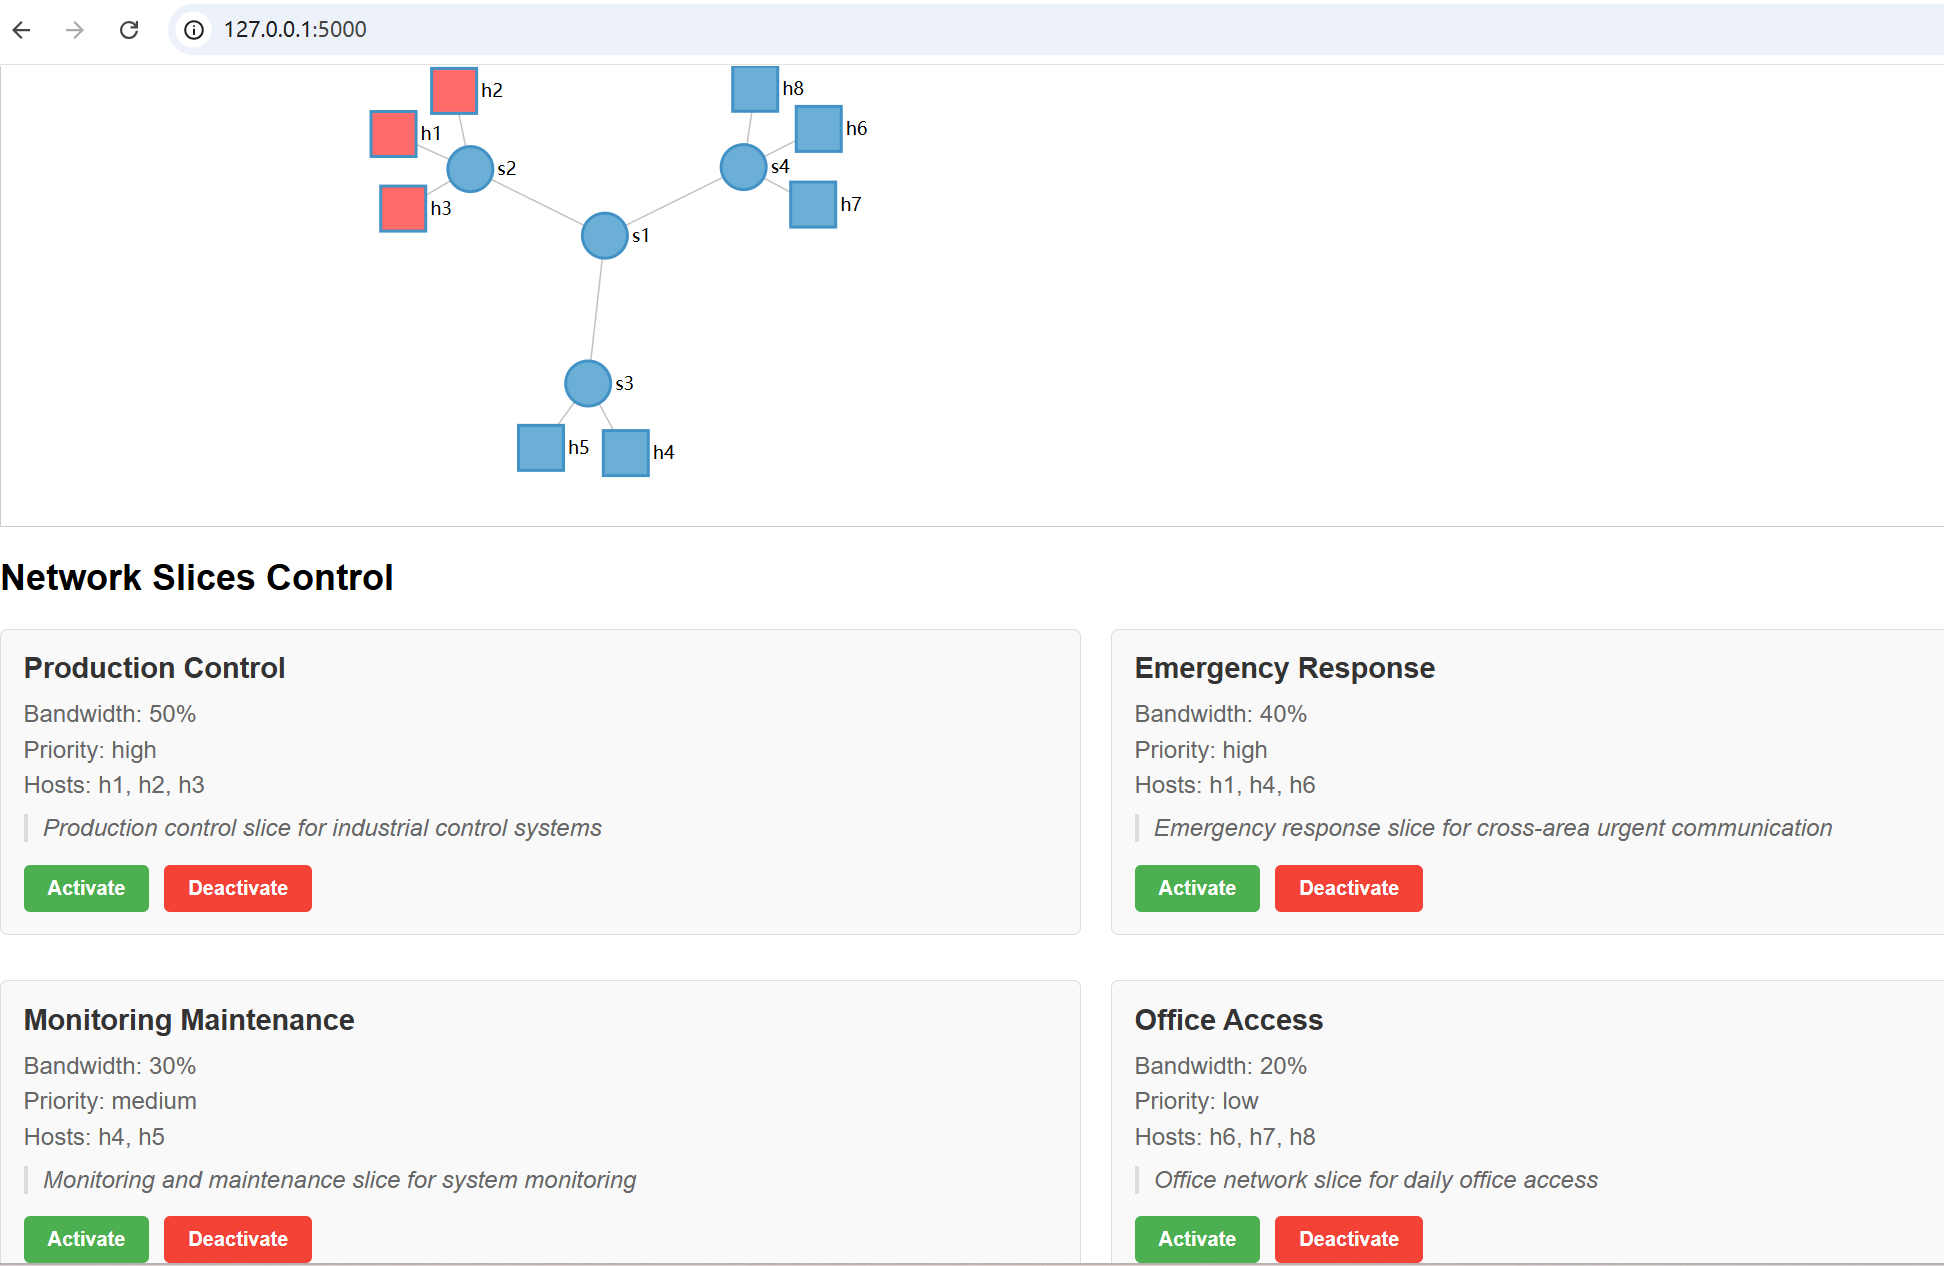 127.0.0.1:5000
h2
h8
h1
h6
s2
s4
h3
h7
s1
s3
h5
h4
Network Slices Control
Production Control
Bandwidth: 50%
Priority: high
Hosts: h1, h2, h3
Production control slice for industrial control systems
Activate Deactivate
Emergency Response
Bandwidth: 40%
Priority: high
Hosts: h1, h4, h6
Emergency response slice for cross-area urgent communication
Activate Deactivate
Monitoring Maintenance
Bandwidth: 30%
Priority: medium
Hosts: h4, h5
Monitoring and maintenance slice for system monitoring
Activate Deactivate
Office Access
Bandwidth: 20%
Priority: low
Hosts: h6, h7, h8
Office network slice for daily office access
Activate Deactivate